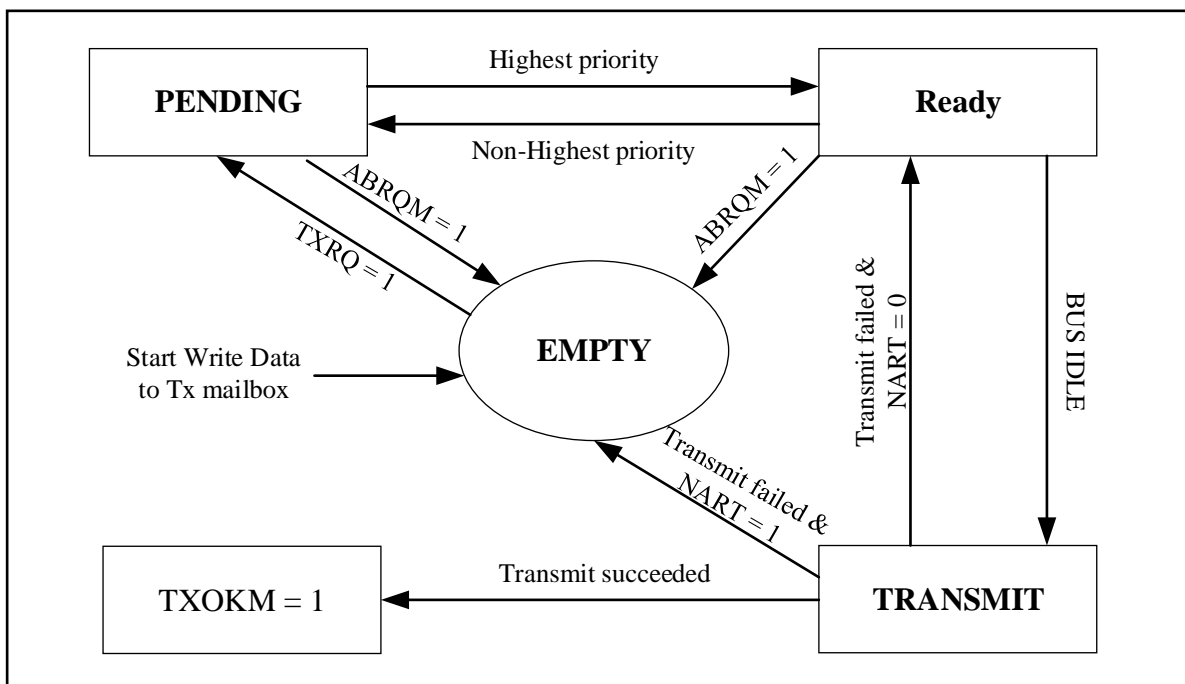 Highest priority
PENDING
Ready
Non-Highest priority
ABRQM = 1
TXRQ = 1
ABRQM = 1
Transmit failed &
NART = 0
BUS IDLE
EMPTY
Start Write Data
to Tx mailbox
Transmit failed &
NART = 1
Transmit succeeded
TXOKM = 1
TRANSMIT